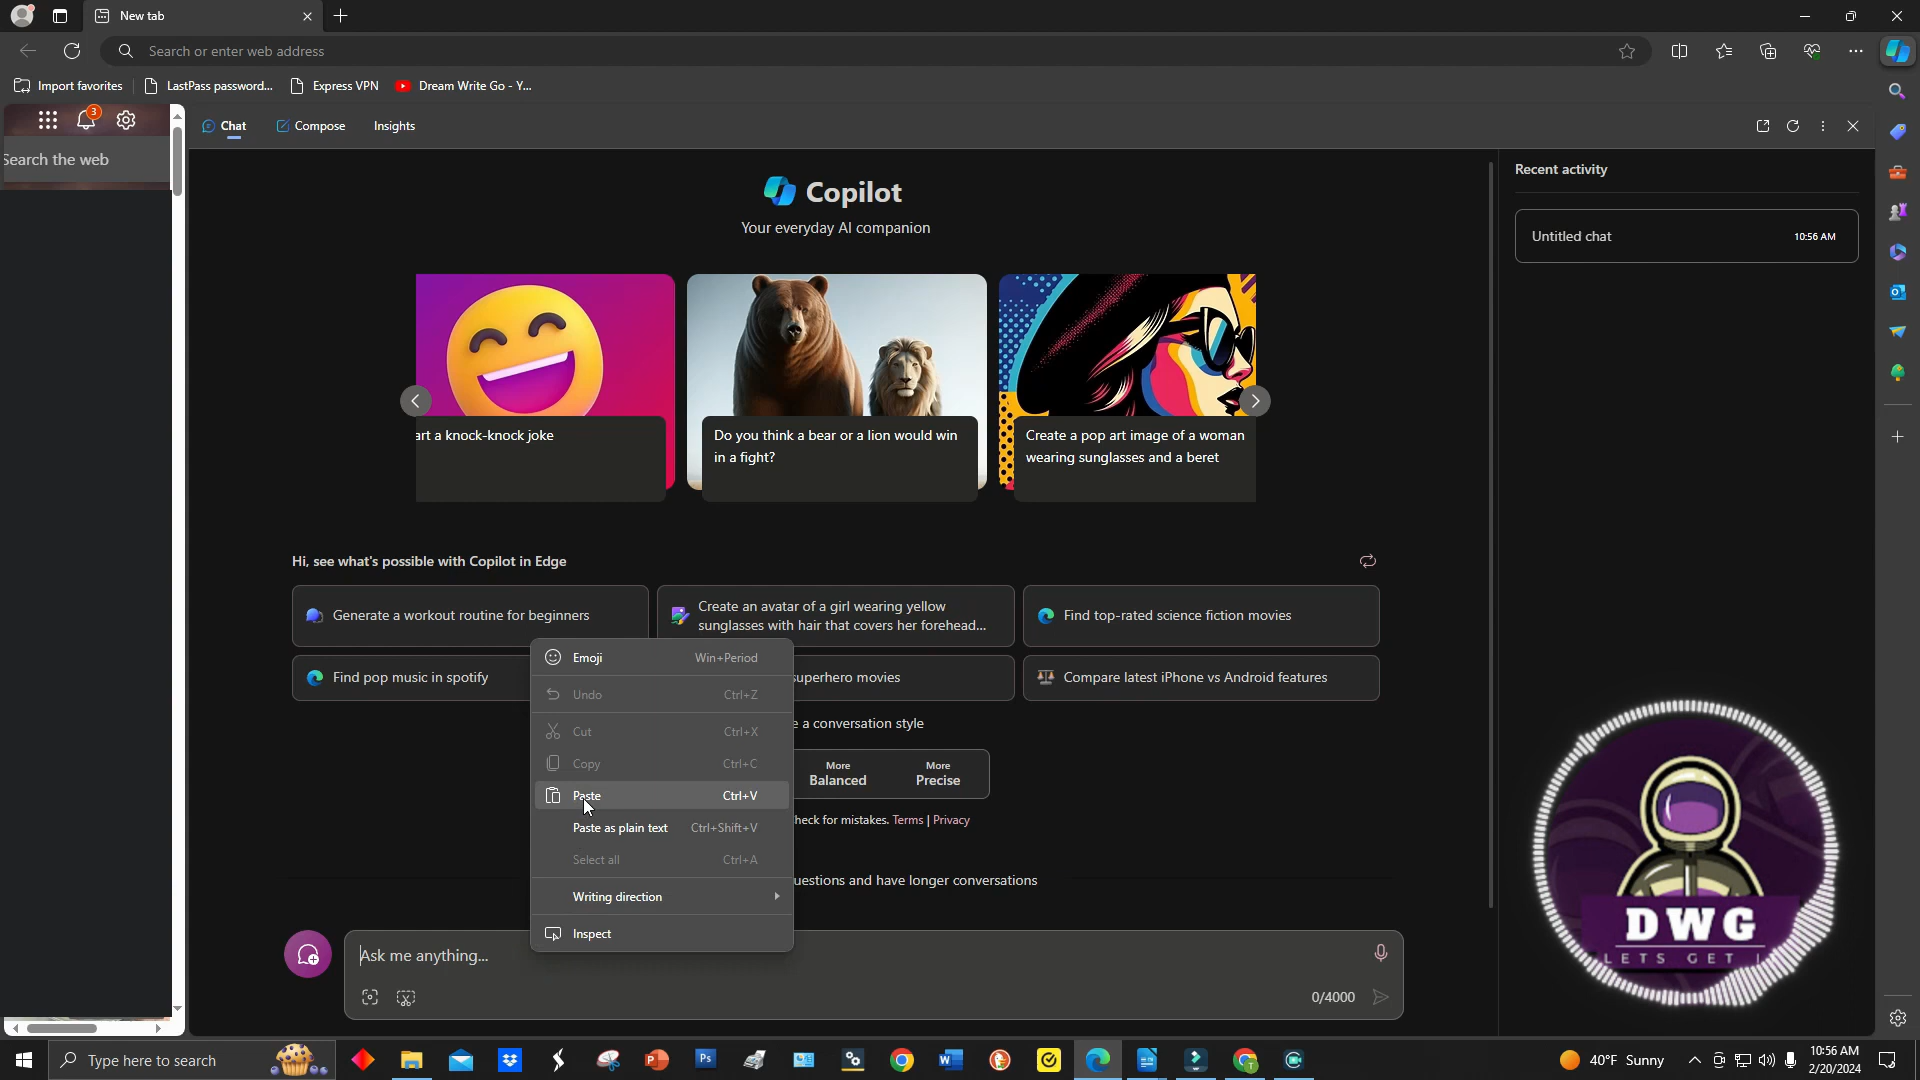 New tab
Search or enter web address
Import favorites
LastPass password...
Express VPN
Dream Write Go - Y...
3
Search the web
Chat
Compose
Insights
Copilot
Your everyday AI companion
art a knock-knock joke
Do you think a bear or a lion would win
in a fight?
Create a pop art image of a woman
wearing sunglasses and a beret
Recent activity
Untitled chat
10:56 AM
Hi, see what's possible with Copilot in Edge
Generate a workout routine for beginners
Create an avatar of a girl wearing yellow
sunglasses with hair that covers her forehead...
Find top-rated science fiction movies
Find pop music in spotify
superhero movies
Compare latest iPhone vs Android features
Emoji Win+Period
Undo Ctrl+Z
Cut Ctrl+X
Copy Ctrl+C
Paste Ctrl+V
Paste as plain text Ctrl+Shift+V
Select all Ctrl+A
Writing direction
Inspect
a conversation style
More
Balanced
More
Precise
heck for mistakes. Terms | Privacy
uestions and have longer conversations
Ask me anything...
0/4000
DWG
LETS GET
Type here to search
40°F Sunny
10:56 AM
2/20/2024